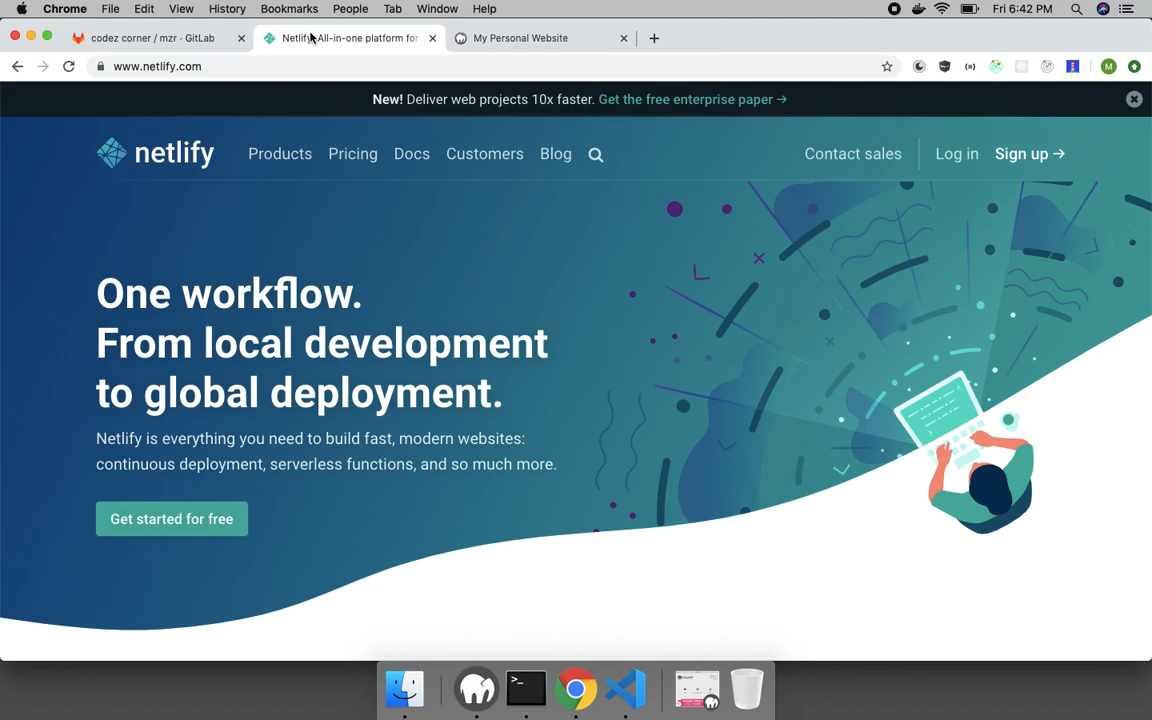 Chrome File Edit View History Bookmarks People Tab Window Help Fri 6:42 PM
codez corner / mzr · GitLab Netlify: All-in-one platform for My Personal Website
www.netlify.com
New! Deliver web projects 10x faster. Get the free enterprise paper →
netlify Products Pricing Docs Customers Blog Contact sales Log in Sign up →
One workflow.
From local development
to global deployment.
Netlify is everything you need to build fast, modern websites:
continuous deployment, serverless functions, and so much more.
Get started for free